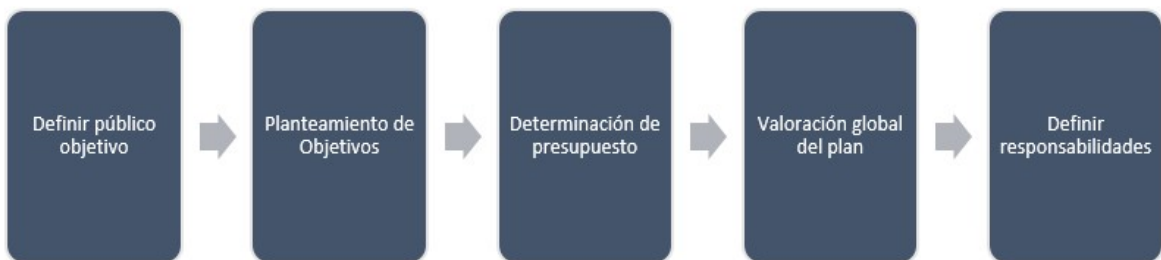 Definir público
objetivo
Planteamiento de
Objetivos
Determinación de
presupuesto
Valoración global
del plan
Definir
responsabilidades